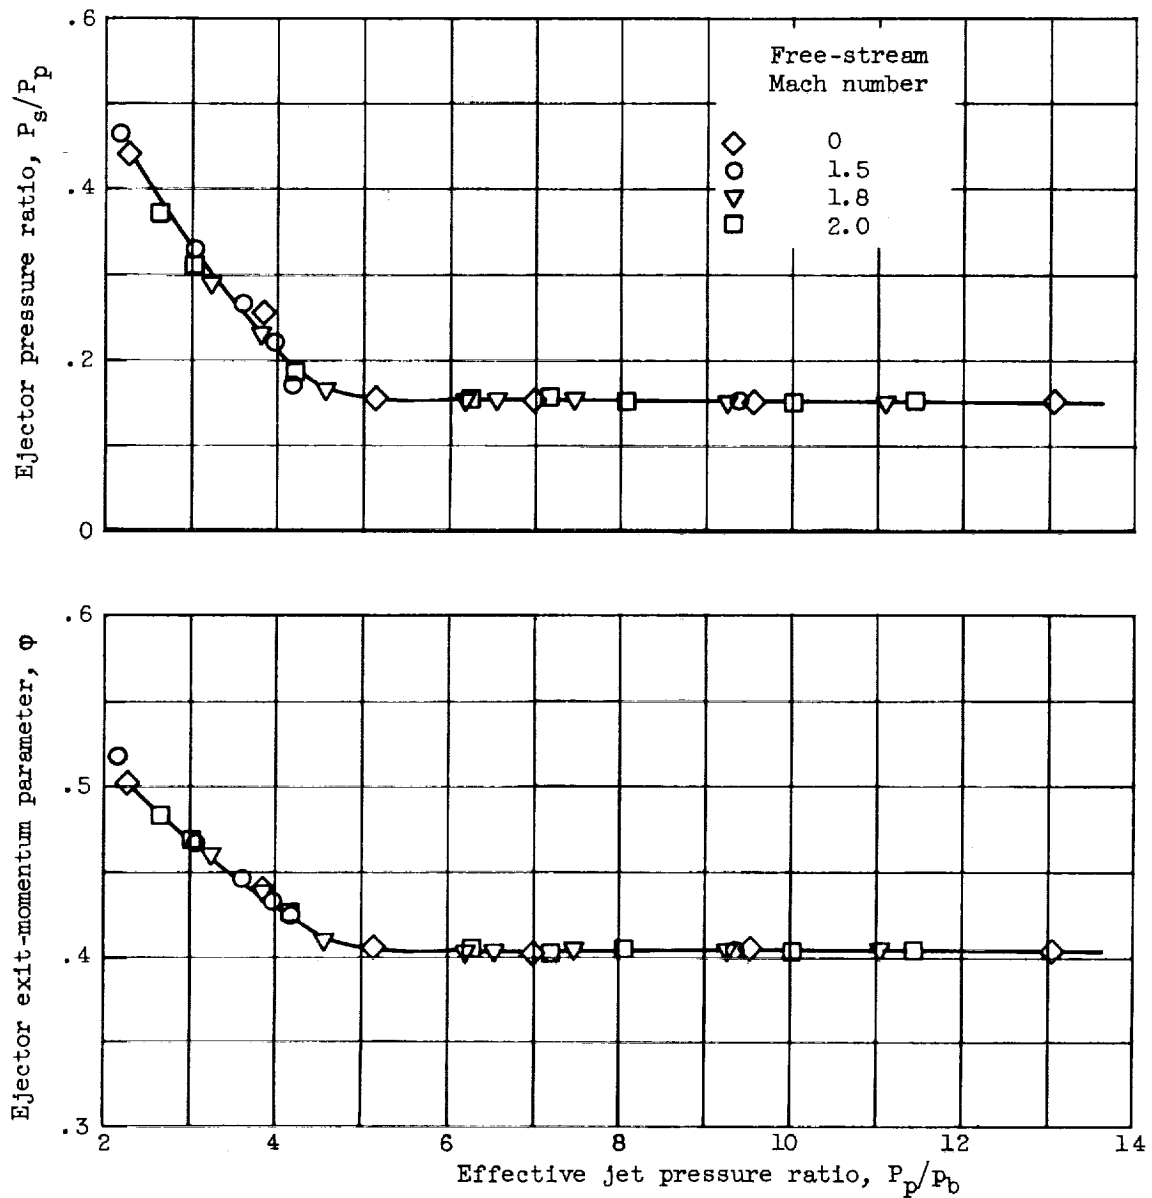 .6
.4
.2
0
Ejector pressure ratio, Ps/Pp
Free-stream
Mach number
0
1.5
1.8
2.0
.6
.5
.4
.3
Ejector exit-momentum parameter, φ
2 4 6 8 10 12 14
Effective jet pressure ratio, Pp/pb